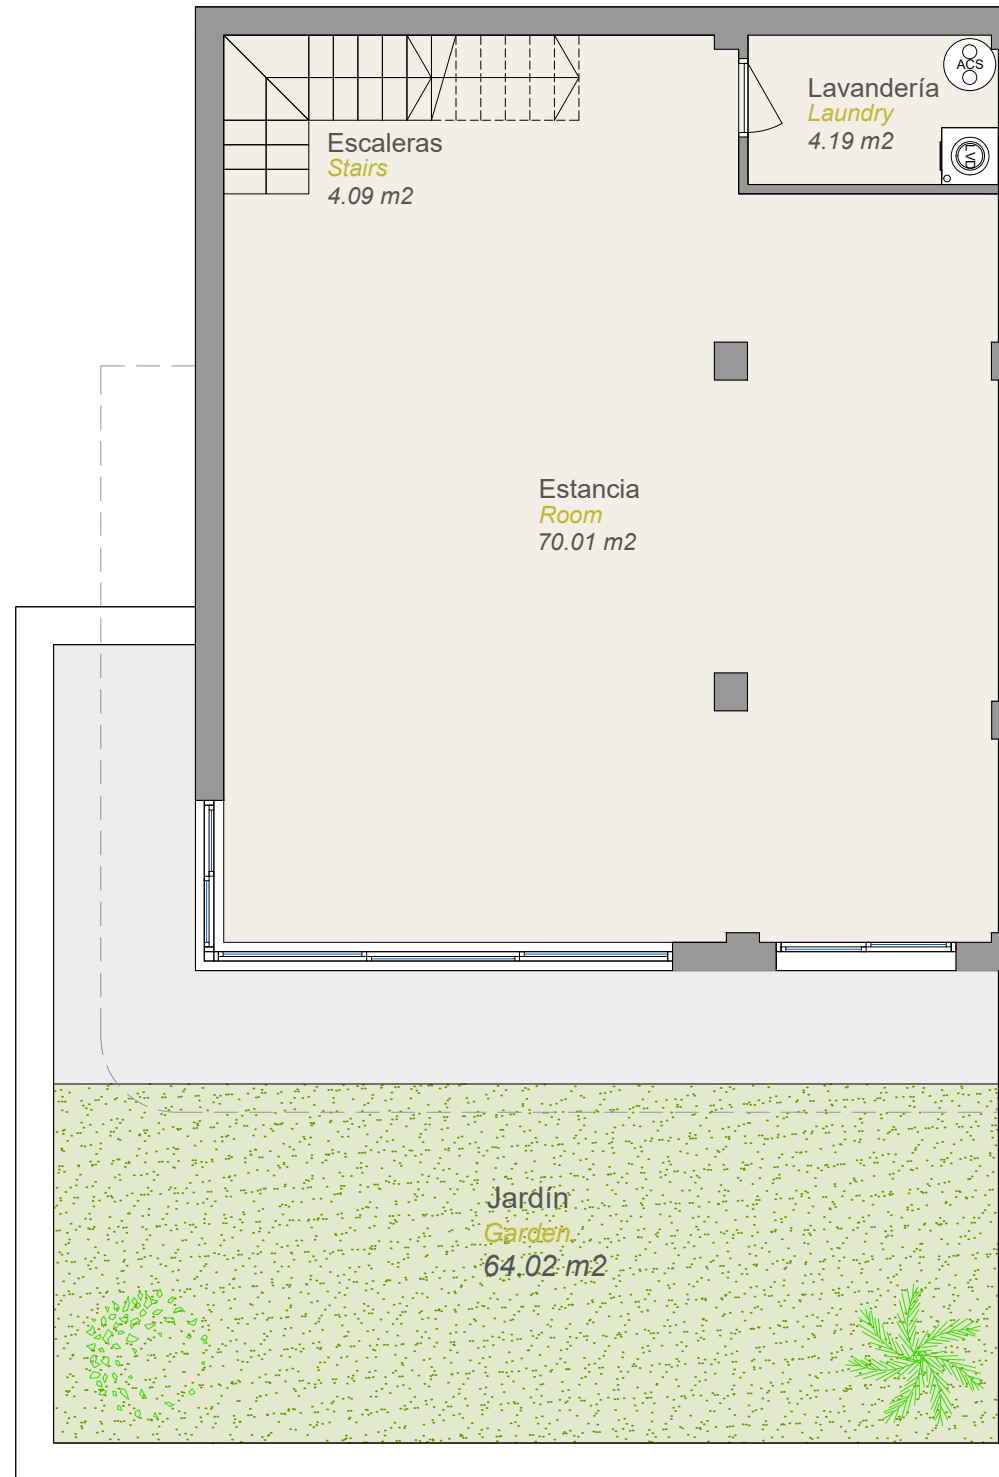 ACS
Lavandería
Laundry
4.19 m2
LVD
Escaleras
Stairs
4.09 m2
Estancia
Room
70.01 m2
Jardín
Garden
64.02 m2